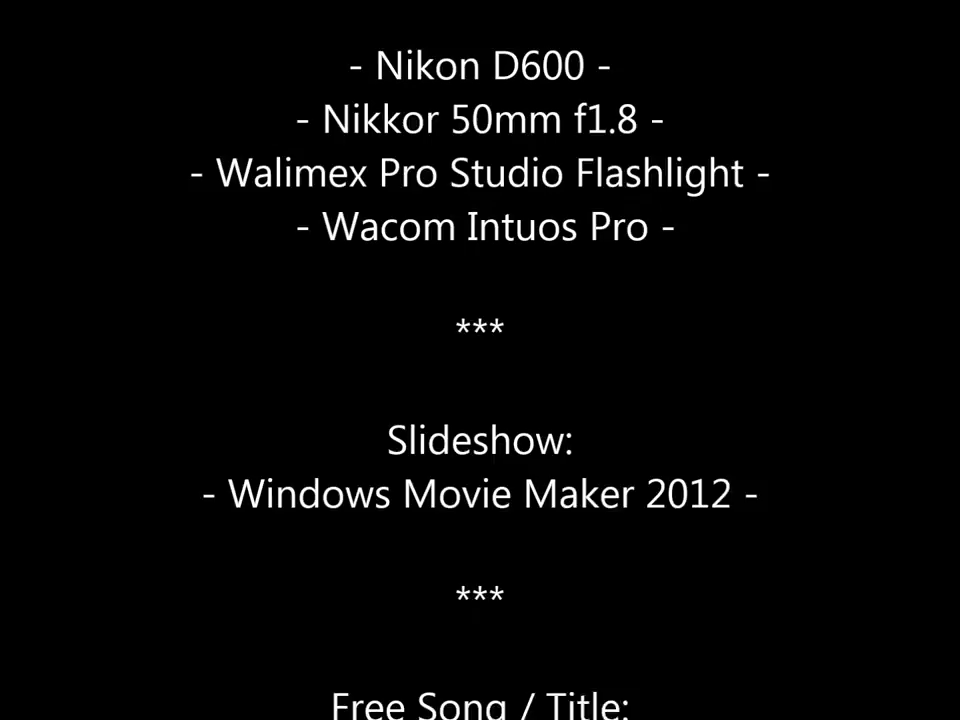 - Nikon D600 -
- Nikkor 50mm f1.8 -
- Walimex Pro Studio Flashlight -
- Wacom Intuos Pro -
***
Slideshow:
- Windows Movie Maker 2012 -
***
Free Song / Title: